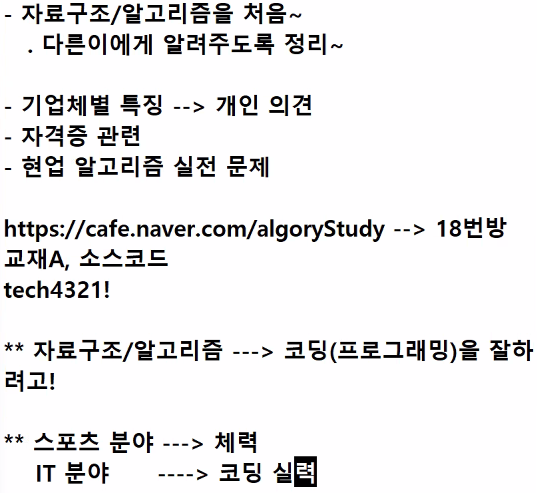 - 자료구조/알고리즘을 처음~
. 다른이에게 알려주도록 정리~
- 기업체별 특징 --> 개인 의견
- 자격증 관련
- 현업 알고리즘 실전 문제
https://cafe.naver.com/algoryStudy --> 18번방
교재A, 소스코드
tech4321!
** 자료구조/알고리즘 ---> 코딩(프로그래밍)을 잘하
려고!
** 스포츠 분야 ---> 체력
IT 분야 ----> 코딩 실력